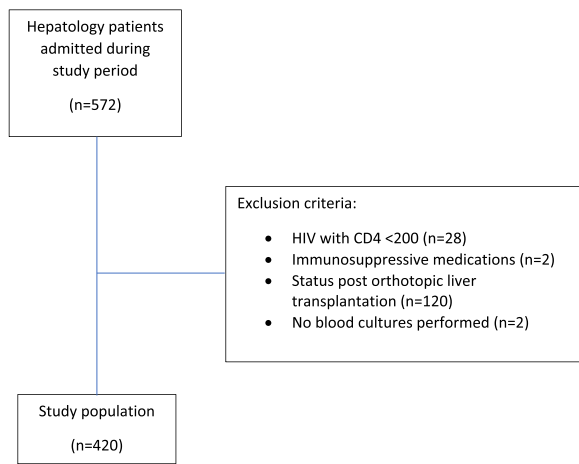 Hepatology patients
admitted during
study period
(n=572)
Exclusion criteria:
• HIV with CD4 <200 (n=28)
• Immunosuppressive medications (n=2)
• Status post orthotopic liver
transplantation (n=120)
• No blood cultures performed (n=2)
Study population
(n=420)